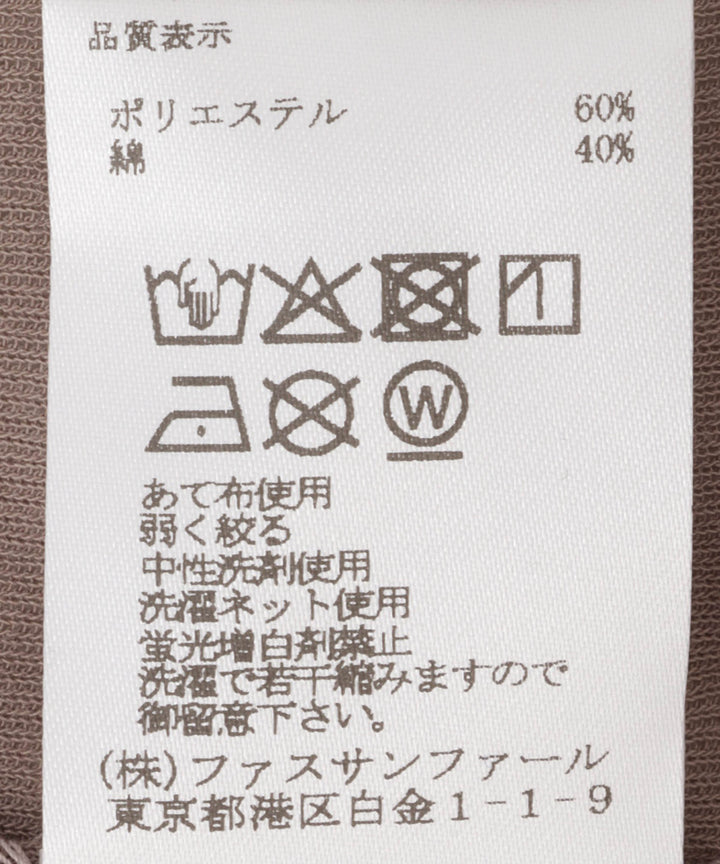 品質表示
ポリエステル 60%
綿 40%
W
あて布使用
弱く絞る
中性洗剤使用
洗濯ネット使用
蛍光増白剤禁止
洗濯で若干縮みますので
御留意下さい。
(株)ファスサンファール
東京都港区白金1-1-9